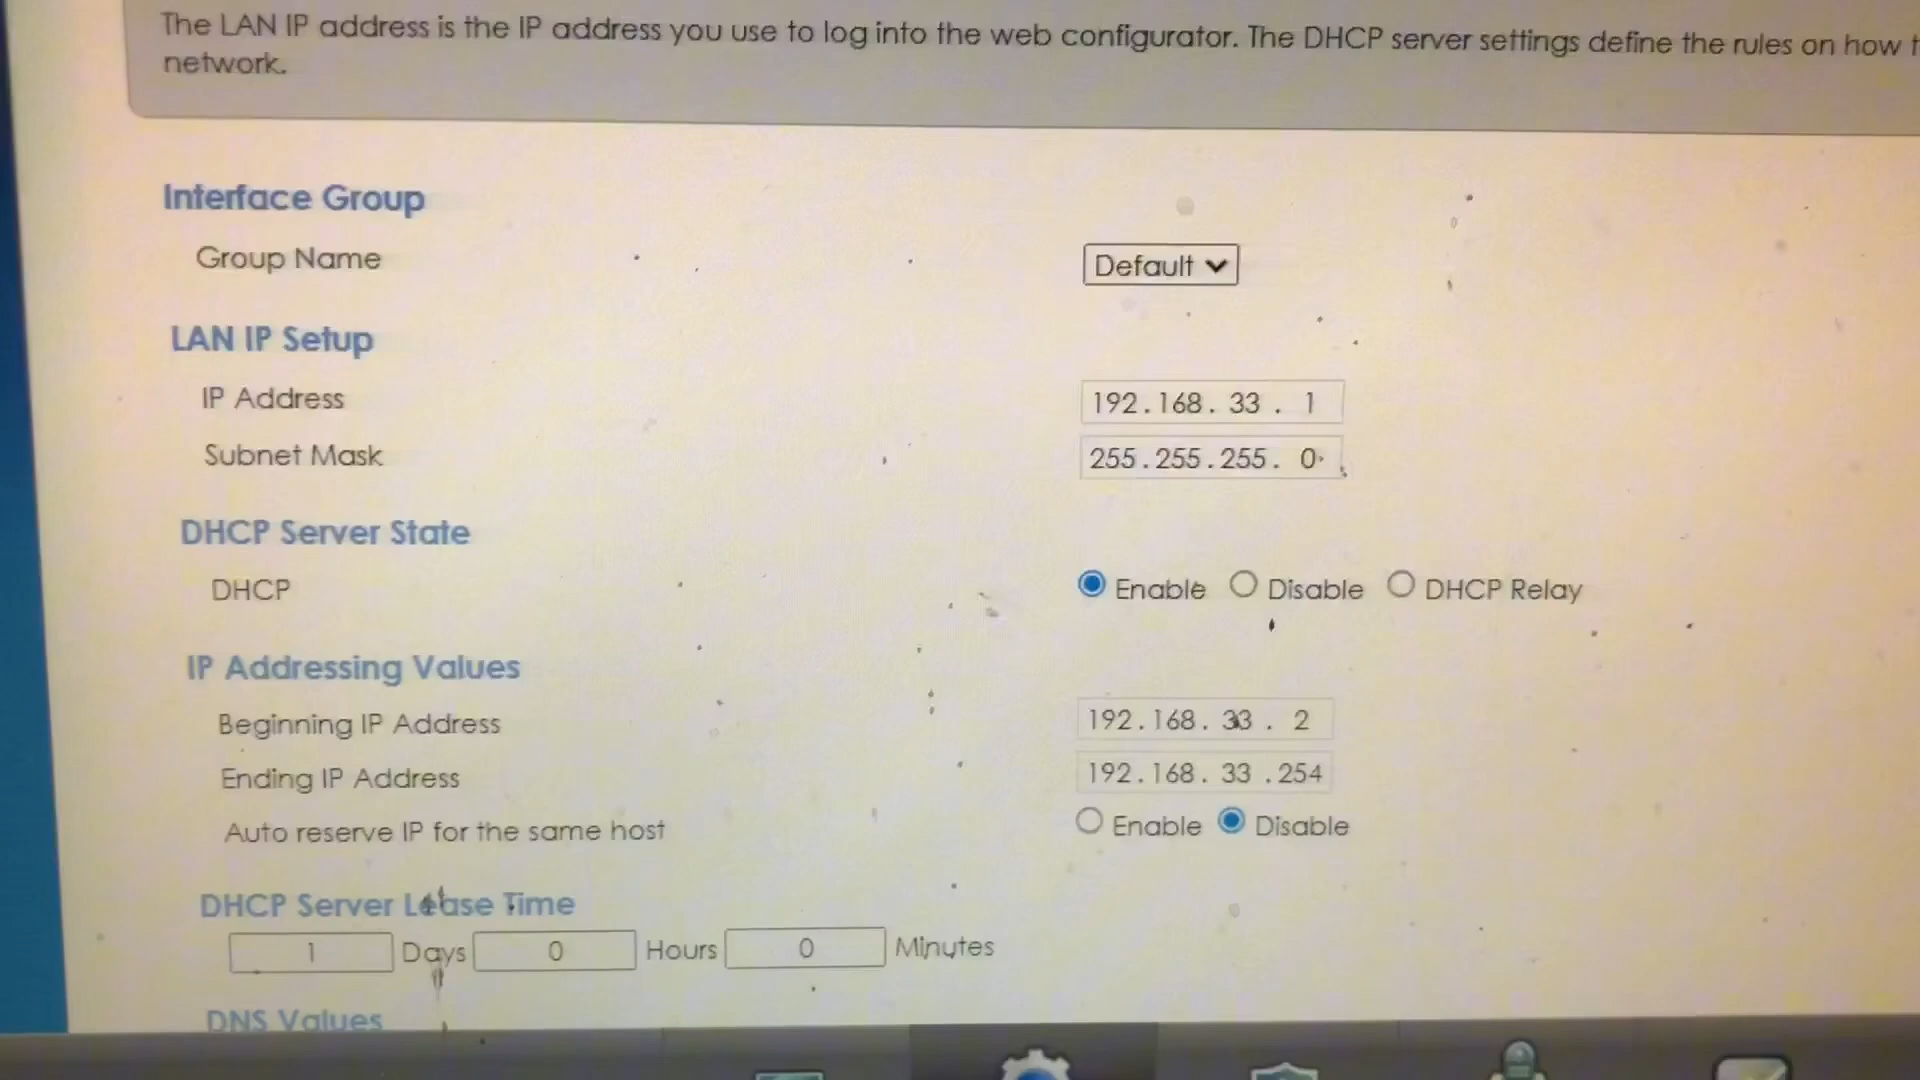 The LAN IP address is the IP address you use to log into the web configurator. The DHCP server settings define the rules on how
network.
Interface Group
Group Name Default
LAN IP Setup
IP Address 192.168. 33 . 1
Subnet Mask 255.255.255. 0
DHCP Server State
DHCP Enable Disable DHCP Relay
IP Addressing Values
Beginning IP Address 192.168. 33 . 2
Ending IP Address 192.168. 33 .254
Auto reserve IP for the same host Enable Disable
DHCP Server Lease Time
1 Days 0 Hours 0 Minutes
DNS Values